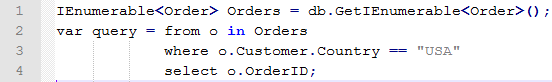 1 IEnumerable<Order> Orders = db.GetIEnumerable<Order>();
2 var query = from o in Orders
3 where o.Customer.Country == "USA"
4 select o.OrderID;